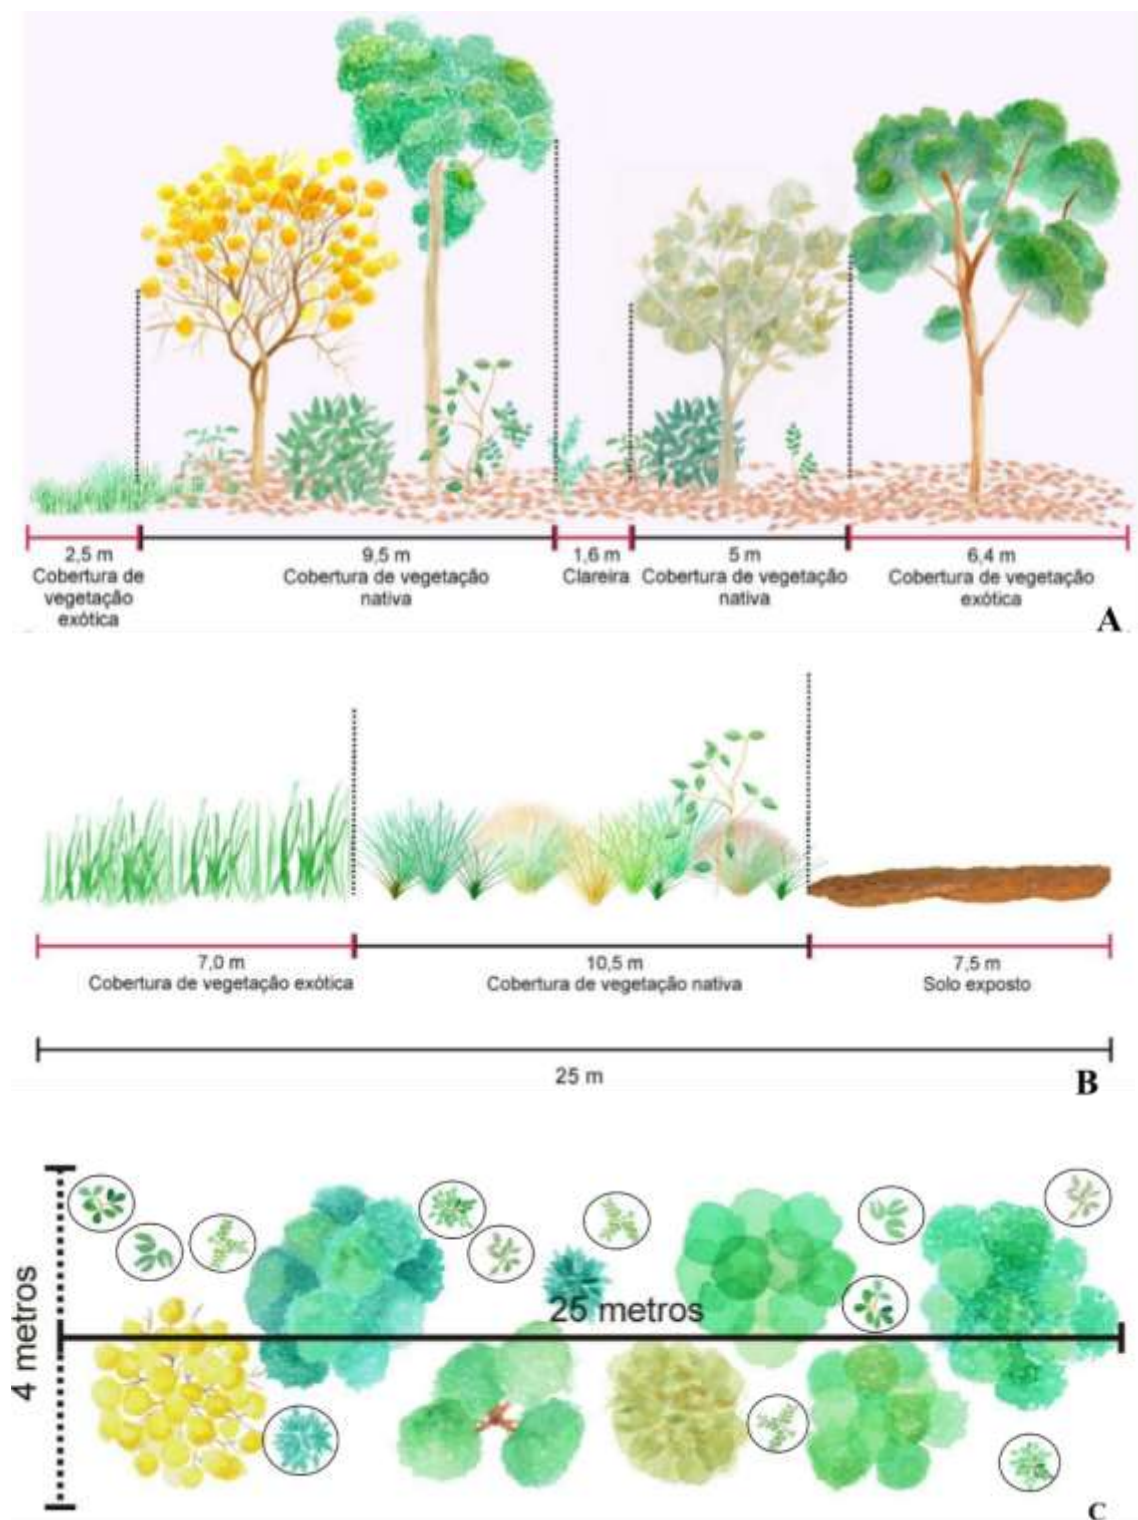 2,5 m
Cobertura de
vegetação
exótica
9,5 m
Cobertura de vegetação
nativa
1,6 m
Clareira
5 m
Cobertura de vegetação
nativa
6,4 m
Cobertura de vegetação
exótica
A
7,0 m
Cobertura de vegetação exótica
10,5 m
Cobertura de vegetação nativa
7,5 m
Solo exposto
25 m
B
4 metros
25 metros
C